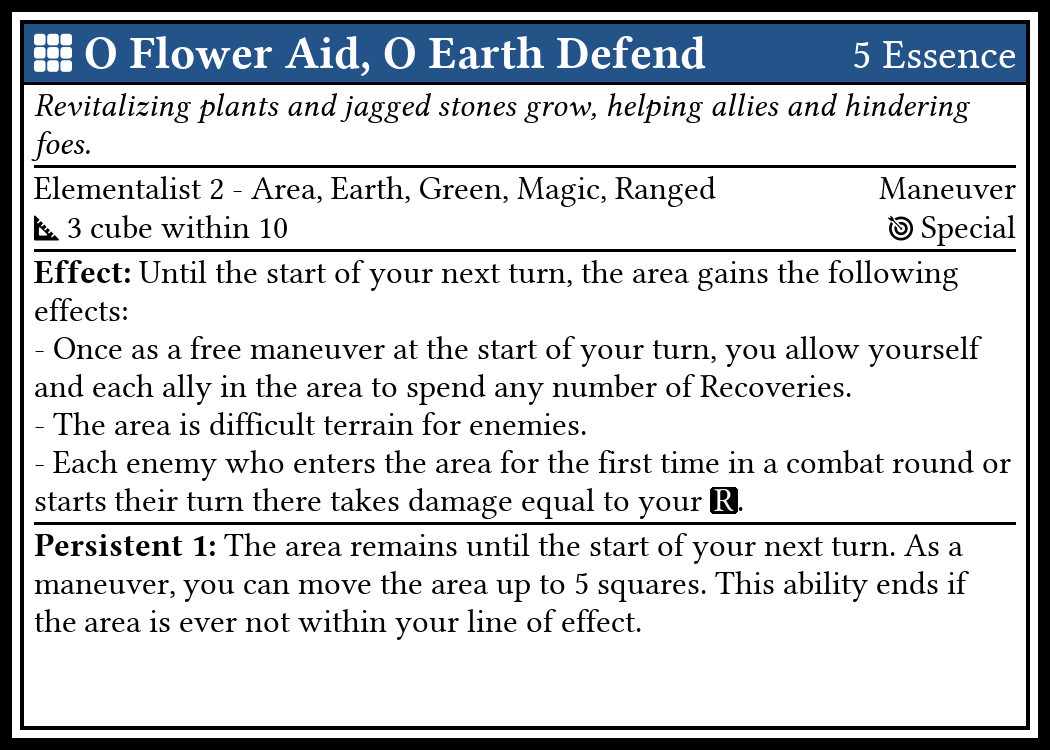 O Flower Aid, O Earth Defend 5 Essence
Revitalizing plants and jagged stones grow, helping allies and hindering
foes.
Elementalist 2 - Area, Earth, Green, Magic, Ranged Maneuver
3 cube within 10 Special
Effect: Until the start of your next turn, the area gains the following
effects:
- Once as a free maneuver at the start of your turn, you allow yourself
and each ally in the area to spend any number of Recoveries.
- The area is difficult terrain for enemies.
- Each enemy who enters the area for the first time in a combat round or
starts their turn there takes damage equal to your R.
Persistent 1: The area remains until the start of your next turn. As a
maneuver, you can move the area up to 5 squares. This ability ends if
the area is ever not within your line of effect.